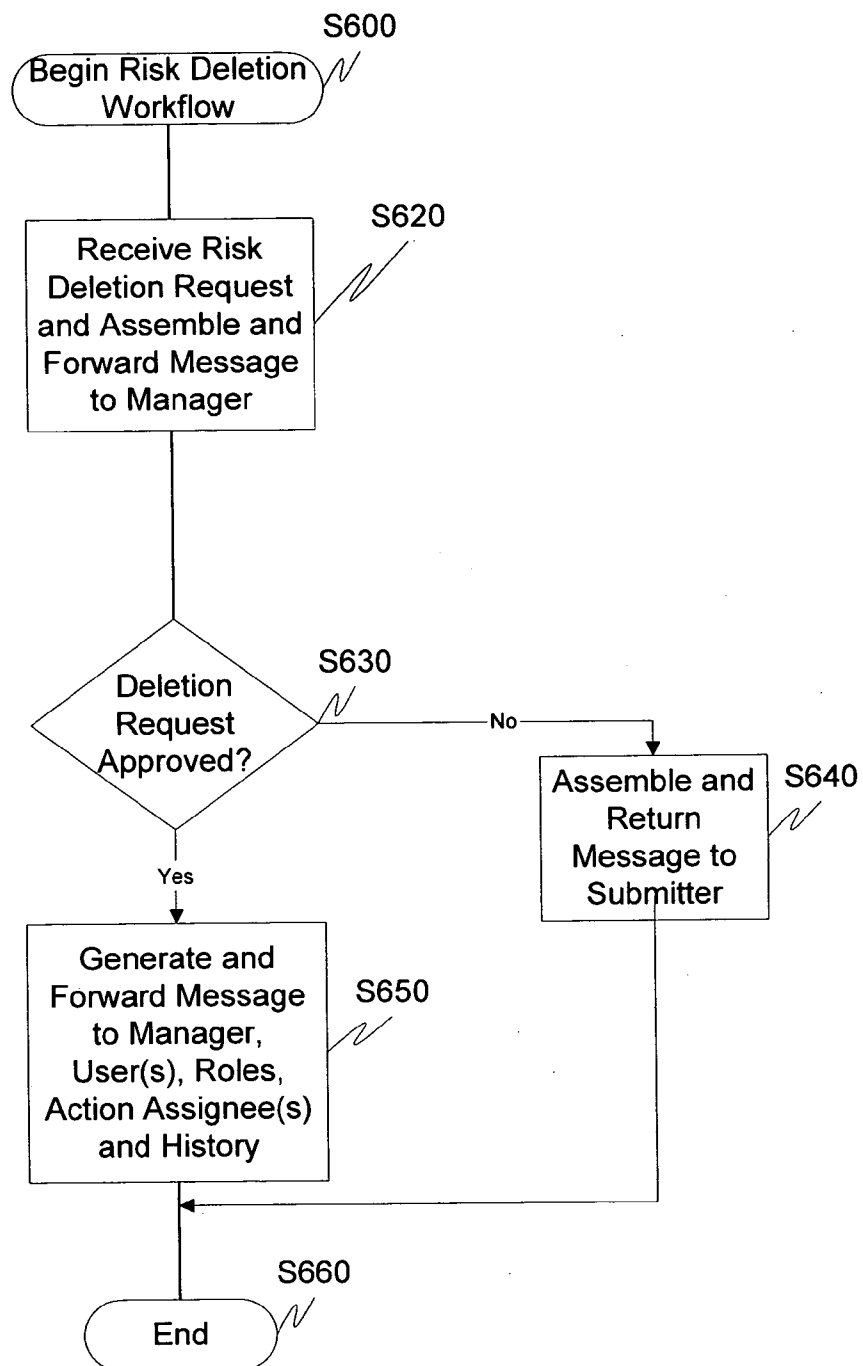 S600
Begin Risk Deletion
Workflow
S620
Receive Risk
Deletion Request
and Assemble and
Forward Message
to Manager
S630
Deletion
Request
Approved?
No
S640
Assemble and
Return
Message to
Submitter
Yes
Generate and
Forward Message
to Manager,
User(s), Roles,
Action Assignee(s)
and History
S650
S660
End